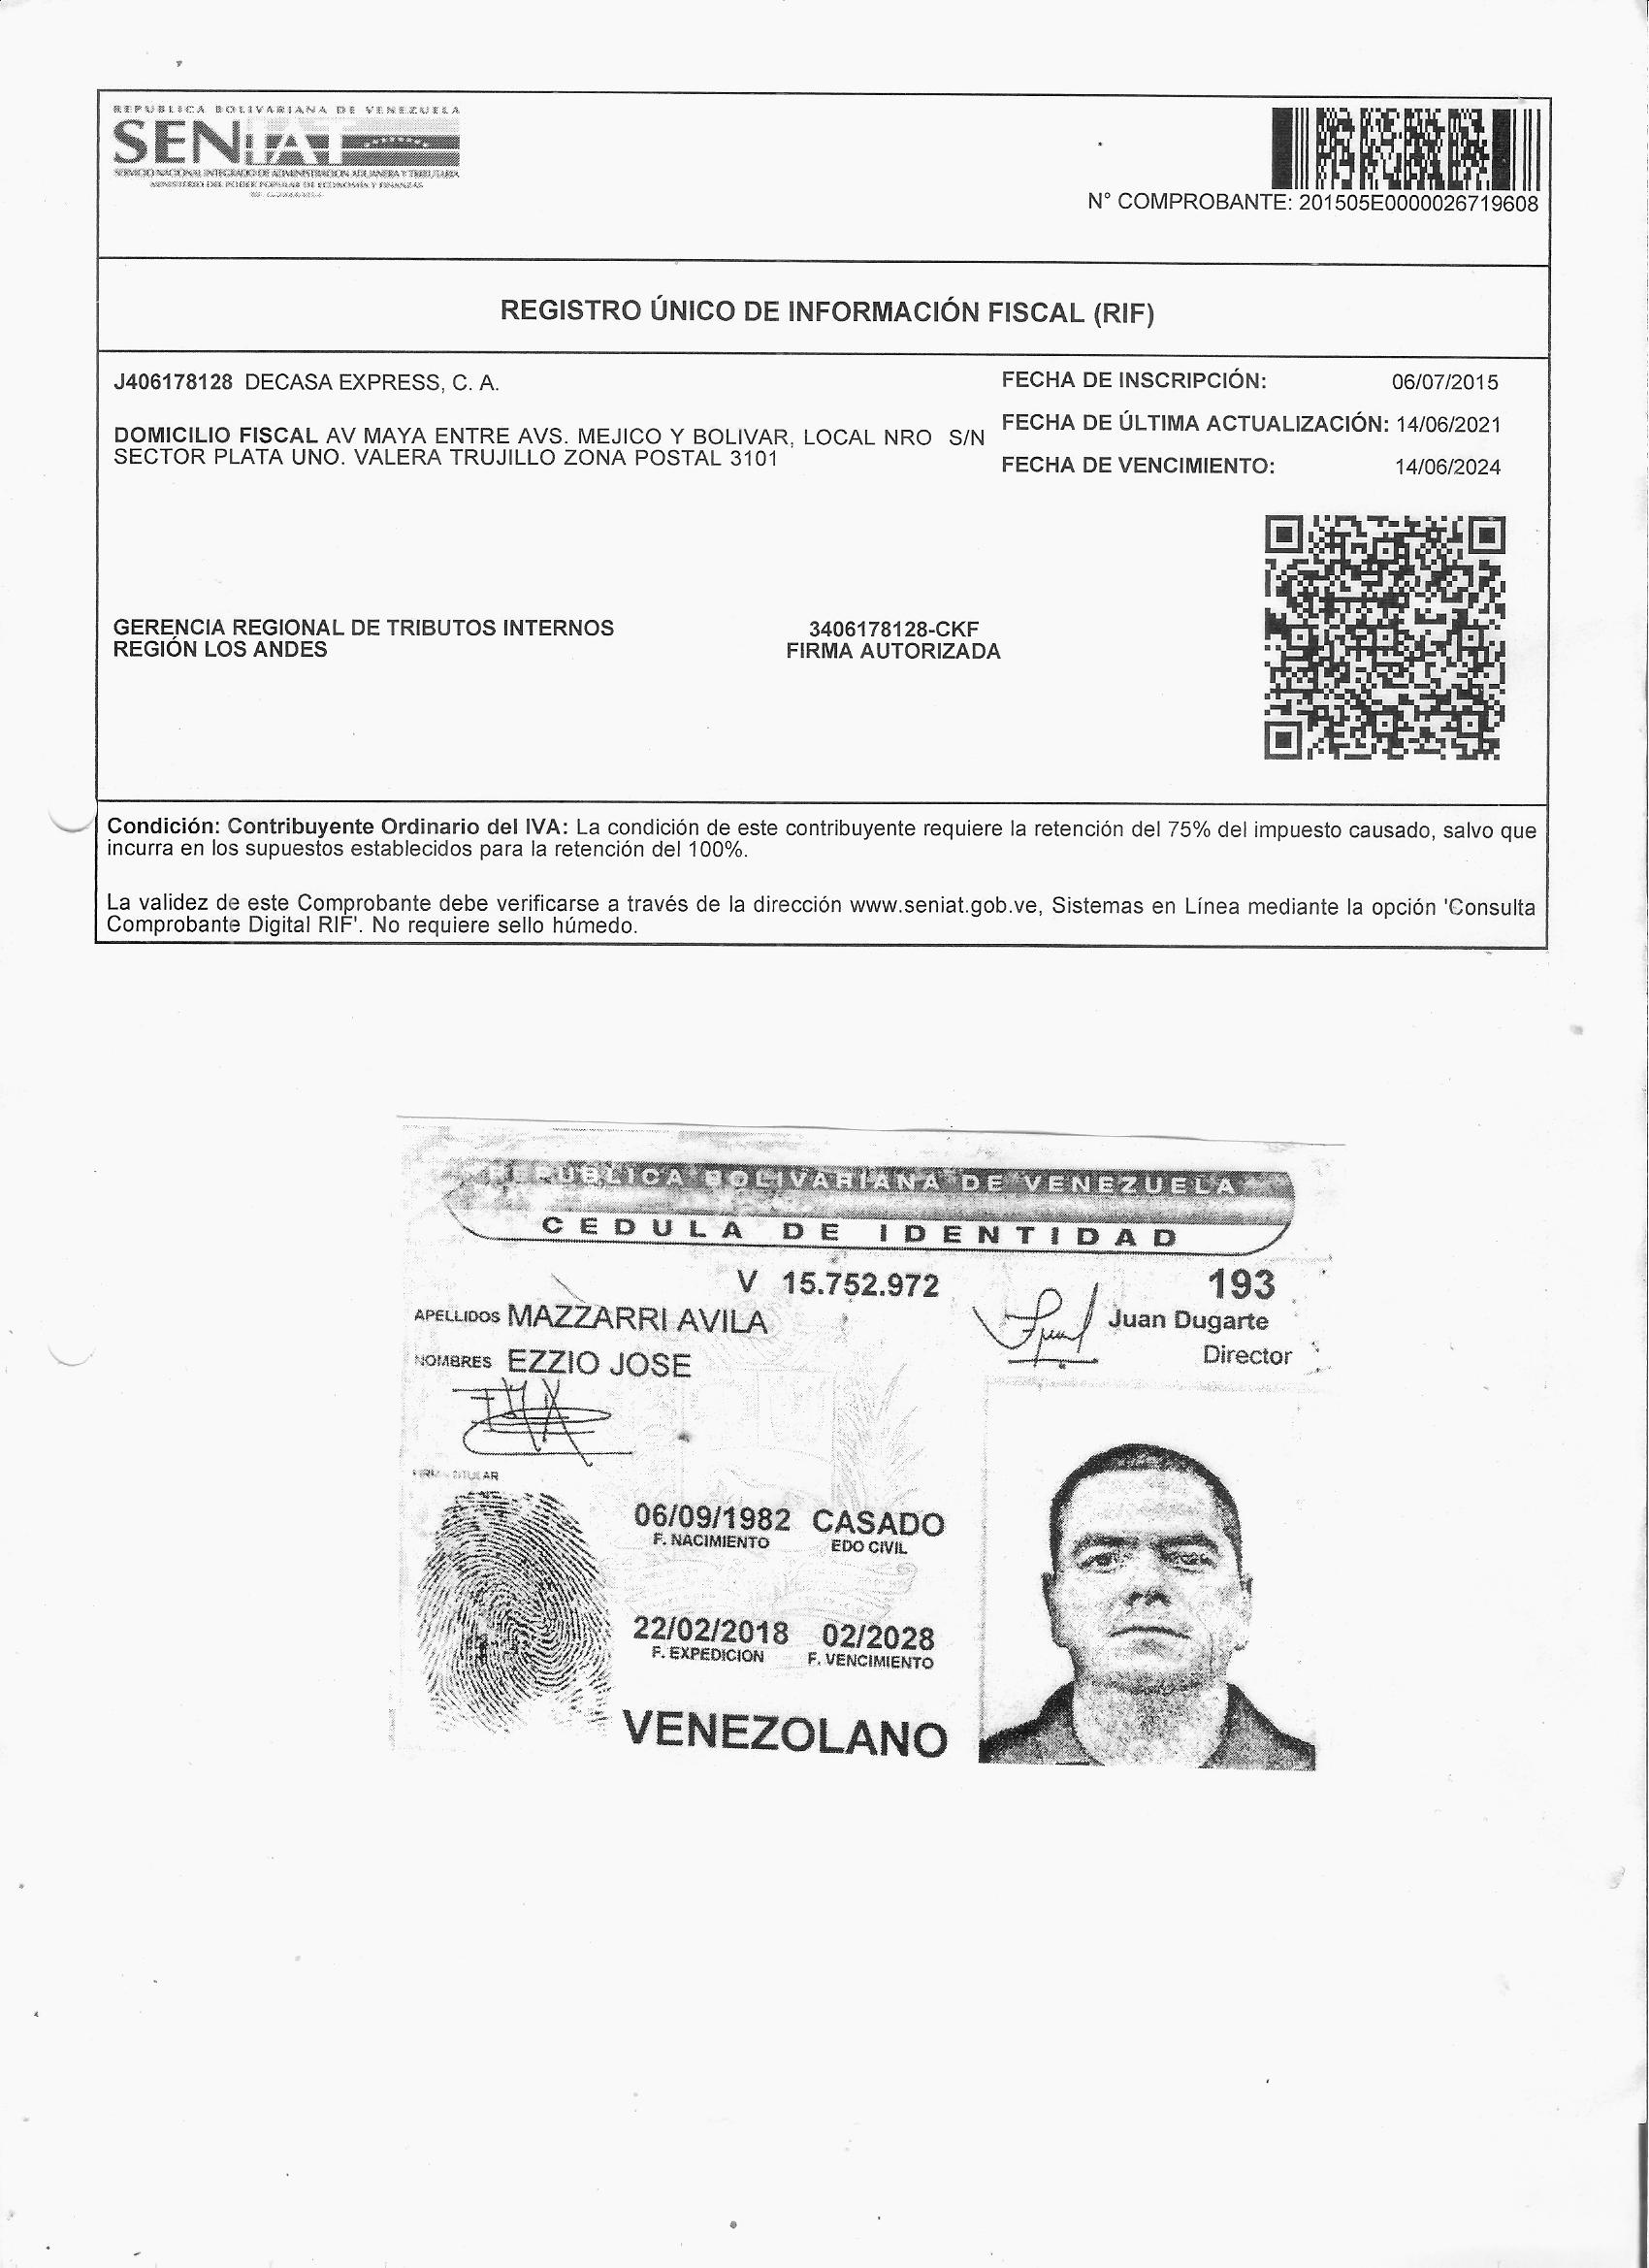 REPUBLICA BOLIVARIANA DE VENEZUELA
SENIAT
SERVICIO NACIONAL INTEGRADO DE ADMINISTRACION ADUANERA Y TRIBUTARIA
MINISTERIO DEL PODER POPULAR DE ECONOMIA Y FINANZAS
N° COMPROBANTE: 201505E0000026719608
REGISTRO ÚNICO DE INFORMACIÓN FISCAL (RIF)
J406178128 DECASA EXPRESS, C. A.
FECHA DE INSCRIPCIÓN: 06/07/2015
DOMICILIO FISCAL AV MAYA ENTRE AVS. MEJICO Y BOLIVAR, LOCAL NRO S/N
SECTOR PLATA UNO. VALERA TRUJILLO ZONA POSTAL 3101
FECHA DE ÚLTIMA ACTUALIZACIÓN: 14/06/2021
FECHA DE VENCIMIENTO: 14/06/2024
GERENCIA REGIONAL DE TRIBUTOS INTERNOS
REGIÓN LOS ANDES
3406178128-CKF
FIRMA AUTORIZADA
Condición: Contribuyente Ordinario del IVA: La condición de este contribuyente requiere la retención del 75% del impuesto causado, salvo que
incurra en los supuestos establecidos para la retención del 100%.
La validez de este Comprobante debe verificarse a través de la dirección www.seniat.gob.ve, Sistemas en Línea mediante la opción 'Consulta
Comprobante Digital RIF'. No requiere sello húmedo.
REPUBLICA BOLIVARIANA DE VENEZUELA
CEDULA DE IDENTIDAD
V 15.752.972
193
APELLIDOS MAZZARRI AVILA
Juan Dugarte
NOMBRES EZZIO JOSE
Director
FIRMA TITULAR
06/09/1982 CASADO
F. NACIMIENTO EDO CIVIL
22/02/2018 02/2028
F. EXPEDICION F. VENCIMIENTO
VENEZOLANO